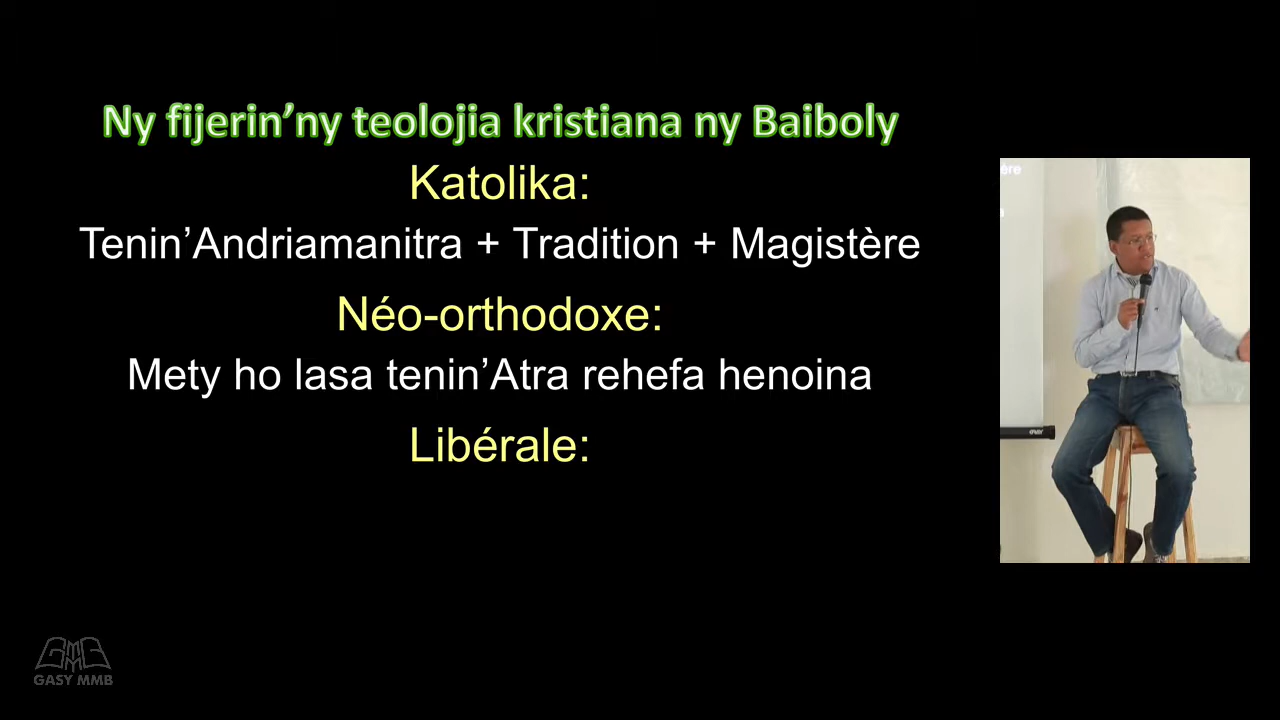 Ny fijerin’ny teolojia kristiana ny Baiboly
Katolika:
Tenin’Andriamanitra + Tradition + Magistère
Néo-orthodoxe:
Mety ho lasa tenin’Atra rehefa henoina
Libérale:
GASY MMB